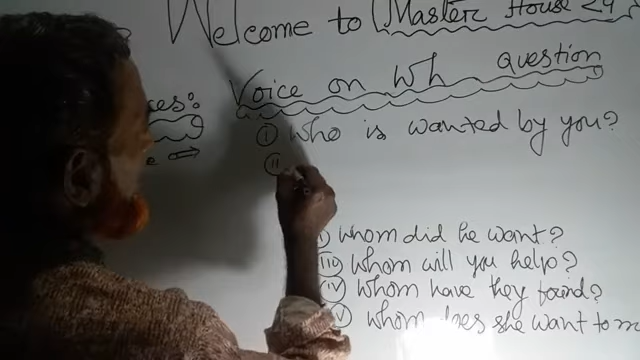 Welcome to (Master House 24
Voice on Wh question
ces:
(i) Who is wanted by you?
e ⇒
(ii)
) Whom did he want?
(iii) Whom will you help?
(iv) Whom have they found?
(v) Whom does she want to